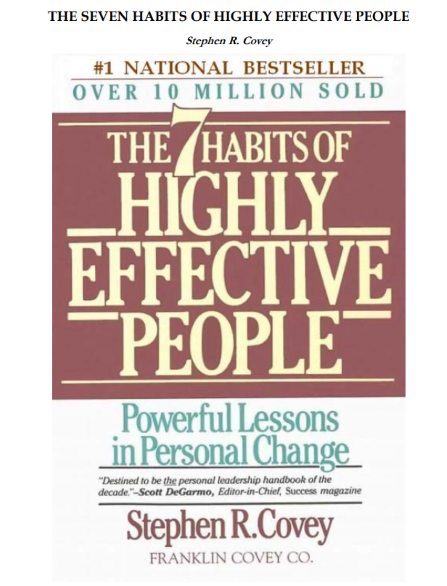 THE SEVEN HABITS OF HIGHLY EFFECTIVE PEOPLE
Stephen R. Covey
#1 NATIONAL BESTSELLER
OVER 10 MILLION SOLD
THE 7 HABITS OF
HIGHLY
EFFECTIVE
PEOPLE
Powerful Lessons
in Personal Change
"Destined to be the personal leadership handbook of the
decade."–Scott DeGarmo, Editor-in-Chief, Success magazine
Stephen R.Covey
FRANKLIN COVEY CO.